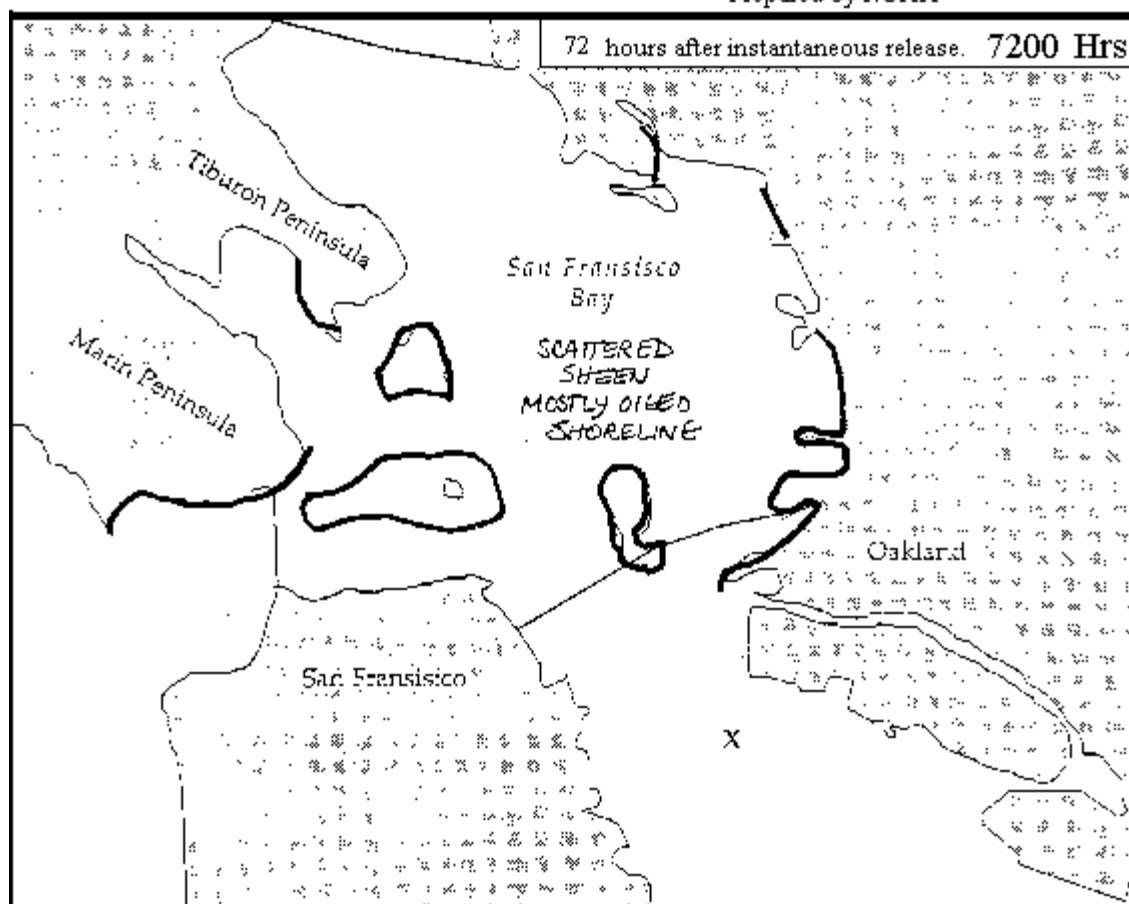 72 hours after instantaneous release. 7200 Hrs
Tiburon Peninsula
San Fransisco
Bay
Marin Peninsula
SCATTERED
SHEEN
MOSTLY OILED
SHORELINE
Oakland
San Fransisico
X